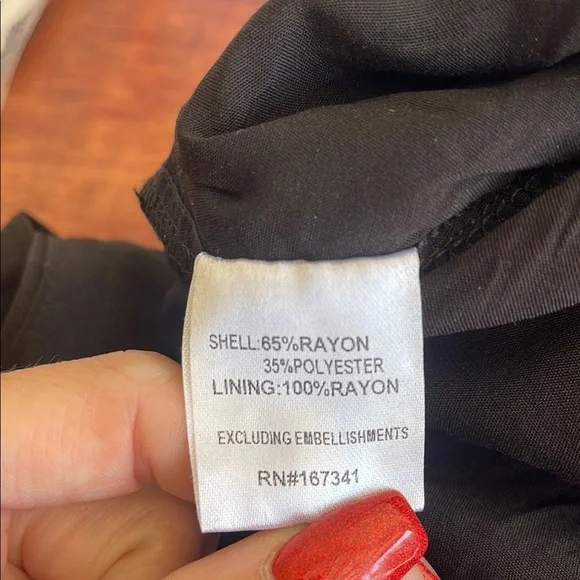 SHELL:65%RAYON
35%POLYESTER
LINING:100%RAYON
EXCLUDING EMBELLISHMENTS
RN#167341